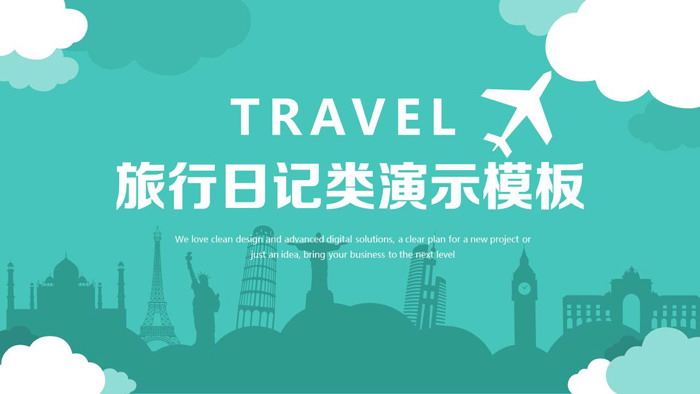 TRAVEL
旅行日记类演示模板
We love clean design and advanced digital solutions, a clear plan for a new project or
just an idea, bring your business to the next level